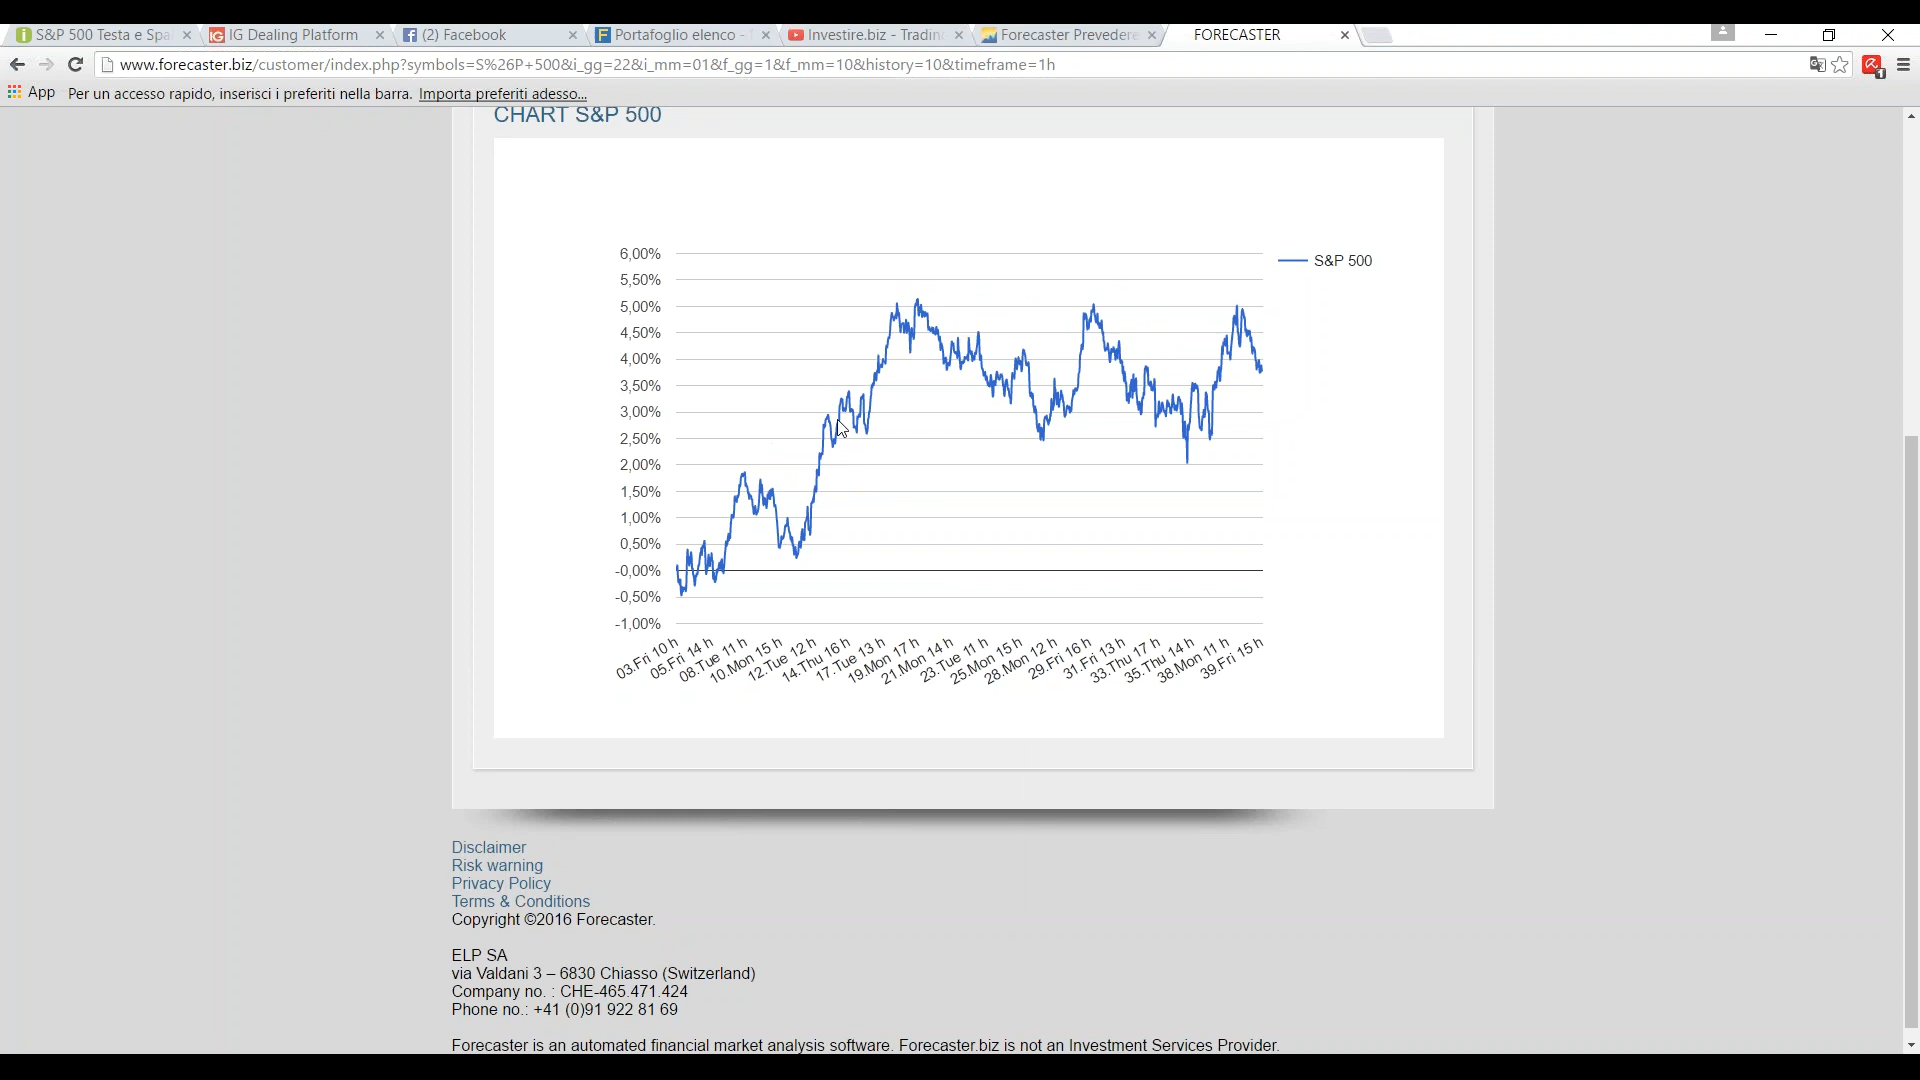 S&P 500 Testa e Spa
IG Dealing Platform
(2) Facebook
Portafoglio elenco -
Investire.biz - Trading
Forecaster Prevedere
FORECASTER
www.forecaster.biz/customer/index.php?symbols=S%26P+500&i_gg=22&i_mm=01&f_gg=1&f_mm=10&history=10&timeframe=1h
App Per un accesso rapido, inserisci i preferiti nella barra. Importa preferiti adesso...
CHART S&P 500
6,00%
5,50%
5,00%
4,50%
4,00%
3,50%
3,00%
2,50%
2,00%
1,50%
1,00%
0,50%
-0,00%
-0,50%
-1,00%
S&P 500
03.Fri 10 h
05.Fri 14 h
08.Tue 11 h
10.Mon 15 h
12.Tue 12 h
14.Thu 16 h
17.Tue 13 h
19.Mon 17 h
21.Mon 14 h
23.Tue 11 h
25.Mon 15 h
28.Mon 12 h
29.Fri 16 h
31.Fri 13 h
33.Thu 17 h
35.Thu 14 h
38.Mon 11 h
39.Fri 15 h
Disclaimer
Risk warning
Privacy Policy
Terms & Conditions
Copyright ©2016 Forecaster.
ELP SA
via Valdani 3 – 6830 Chiasso (Switzerland)
Company no. : CHE-465.471.424
Phone no.: +41 (0)91 922 81 69
Forecaster is an automated financial market analysis software. Forecaster.biz is not an Investment Services Provider.